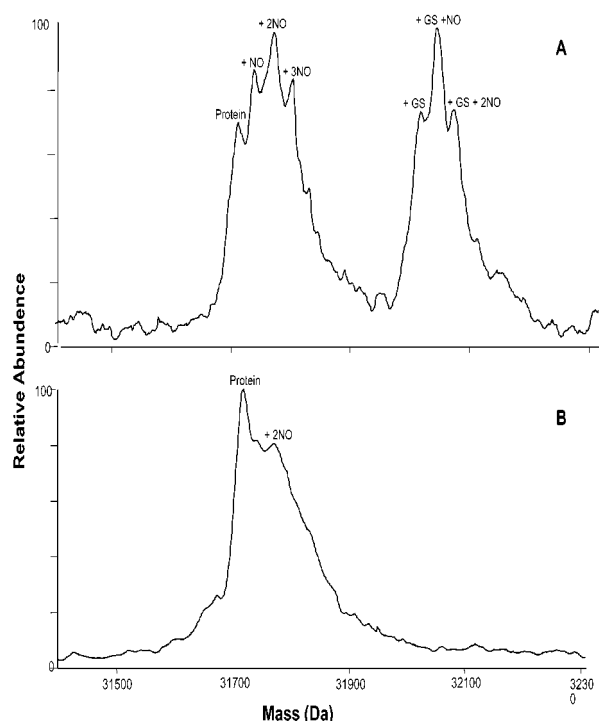 100
+ 2NO
+ GS +NO
A
+ NO
+ 3NO
+ GS
+ GS + 2NO
Protein
0
Relative Abundance
100
Protein
+ 2NO
B
0
31500
31700
31900
32100
3230
0
Mass (Da)